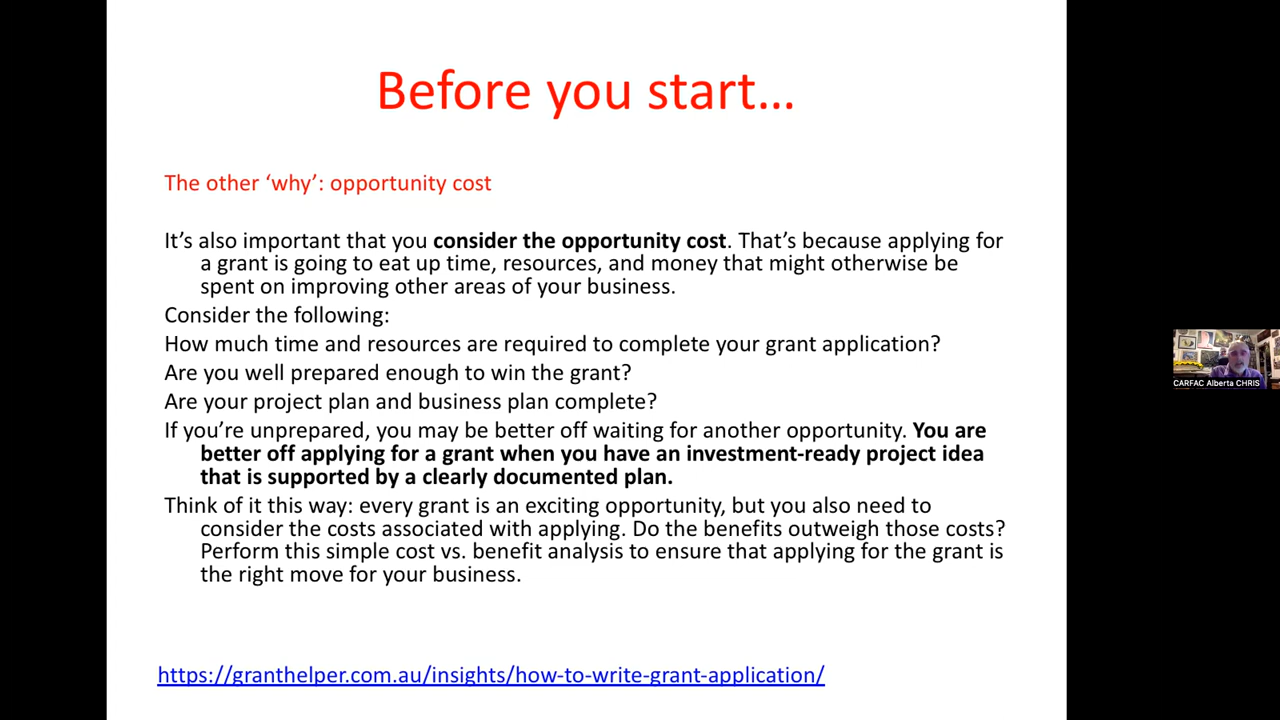 Before you start...
The other ‘why’: opportunity cost
It’s also important that you consider the opportunity cost. That’s because applying for
a grant is going to eat up time, resources, and money that might otherwise be
spent on improving other areas of your business.
Consider the following:
How much time and resources are required to complete your grant application?
Are you well prepared enough to win the grant?
Are your project plan and business plan complete?
If you’re unprepared, you may be better off waiting for another opportunity. You are
better off applying for a grant when you have an investment-ready project idea
that is supported by a clearly documented plan.
Think of it this way: every grant is an exciting opportunity, but you also need to
consider the costs associated with applying. Do the benefits outweigh those costs?
Perform this simple cost vs. benefit analysis to ensure that applying for the grant is
the right move for your business.
https://granthelper.com.au/insights/how-to-write-grant-application/
CARFAC Alberta CHRIS